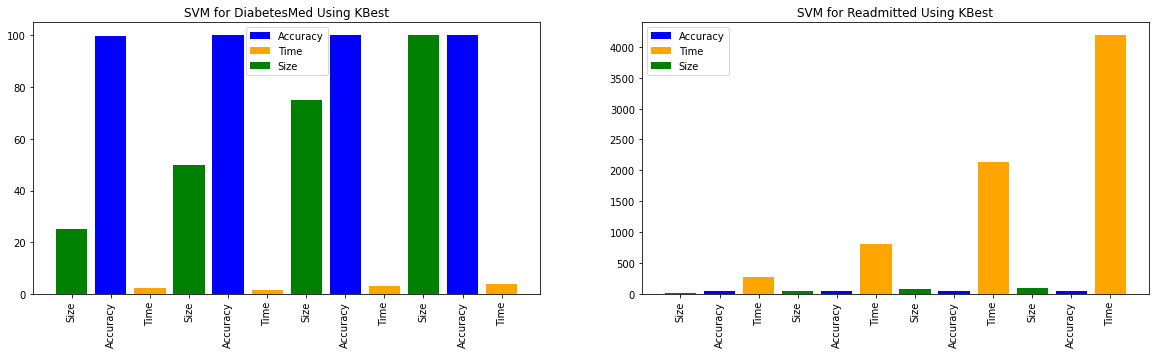 SVM for DiabetesMed Using KBest
100
80
60
40
20
0
Accuracy
Time
Size
Size
Accuracy
Time
Size
Accuracy
Time
Size
Accuracy
Time
Size
Accuracy
Time
SVM for Readmitted Using KBest
4000
3500
3000
2500
2000
1500
1000
500
0
Accuracy
Time
Size
Size
Accuracy
Time
Size
Accuracy
Time
Size
Accuracy
Time
Size
Accuracy
Time